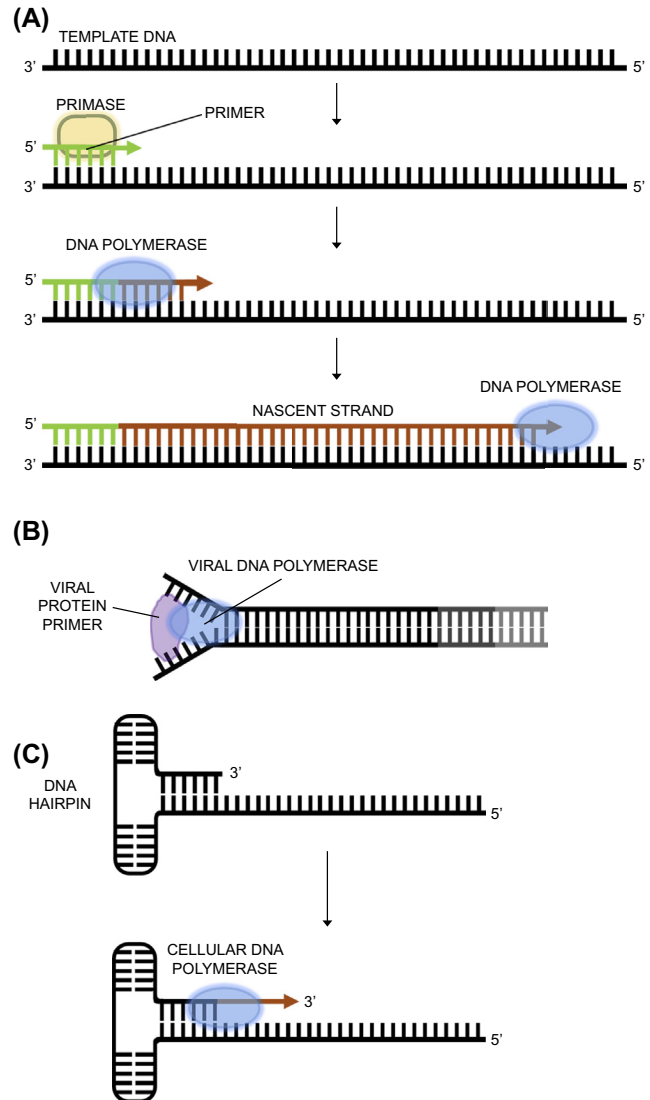 (A)
TEMPLATE DNA
3’ 5’
PRIMASE
PRIMER
5’
3’ 5’
DNA POLYMERASE
5’
3’ 5’
DNA POLYMERASE
NASCENT STRAND
5’
3’ 5’
(B)
VIRAL DNA POLYMERASE
VIRAL
PROTEIN
PRIMER
(C)
3’
DNA
HAIRPIN
5’
CELLULAR DNA
POLYMERASE
3’
5’